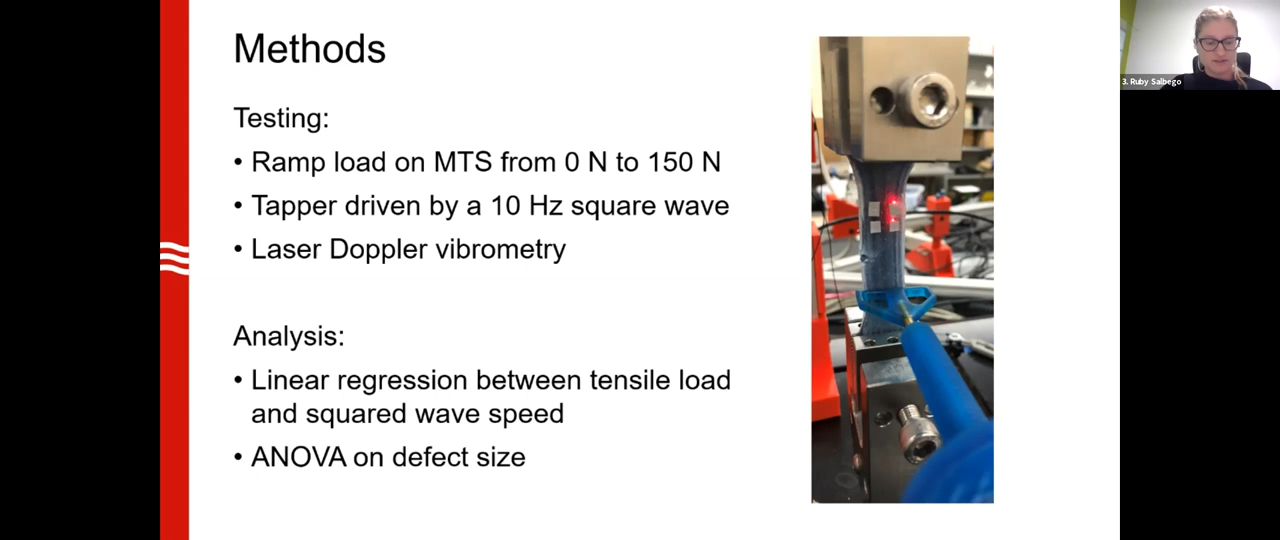 Methods
Testing:
• Ramp load on MTS from 0 N to 150 N
• Tapper driven by a 10 Hz square wave
• Laser Doppler vibrometry
Analysis:
• Linear regression between tensile load
and squared wave speed
• ANOVA on defect size
3. Ruby Salbego